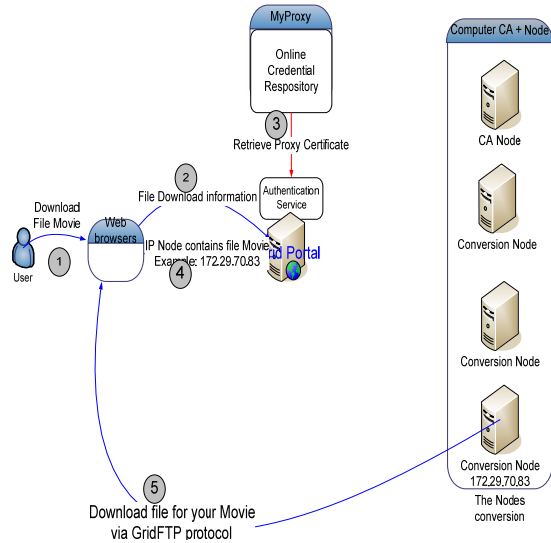 MyProxy
Online
Credential
Respository
3
Retrieve Proxy Certificate
Authentication
Service
2
File Download information
Download
File Movie
1
User
Web
browsers
IP Node contains file Movie
Example: 172.29.70.83
4
rid Portal
Computer CA + Node
CA Node
Conversion Node
Conversion Node
Conversion Node
172.29.70.83
The Nodes
conversion
5
Download file for your Movie
via GridFTP protocol